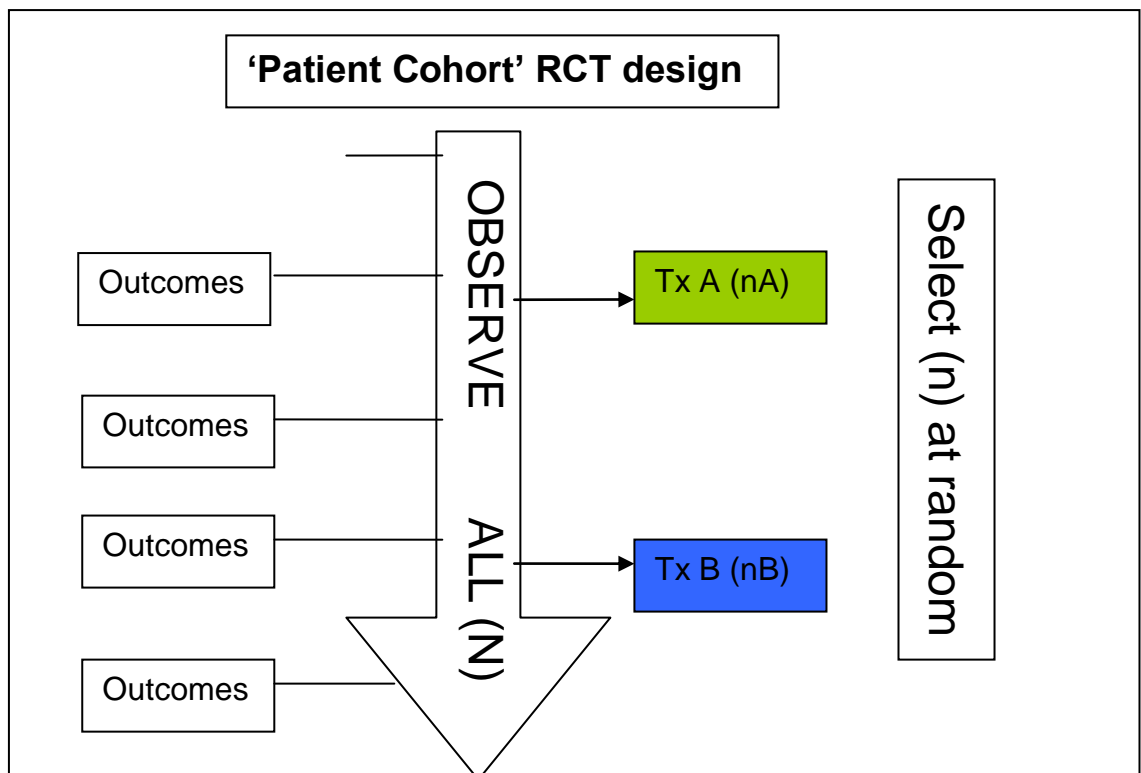 ‘Patient Cohort’ RCT design
OBSERVE ALL (N)
Outcomes
Outcomes
Outcomes
Outcomes
Tx A (nA)
Tx B (nB)
Select (n) at random